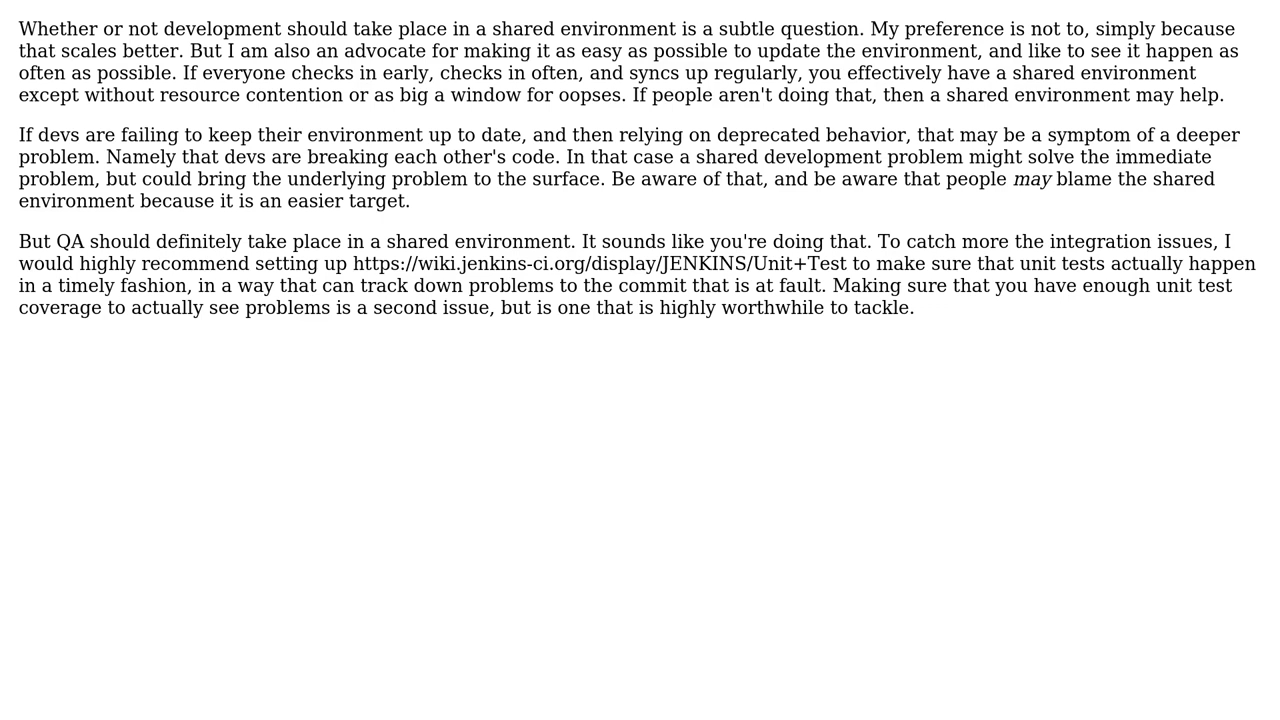 Whether or not development should take place in a shared environment is a subtle question. My preference is not to, simply because
that scales better. But I am also an advocate for making it as easy as possible to update the environment, and like to see it happen as
often as possible. If everyone checks in early, checks in often, and syncs up regularly, you effectively have a shared environment
except without resource contention or as big a window for oopses. If people aren't doing that, then a shared environment may help.
If devs are failing to keep their environment up to date, and then relying on deprecated behavior, that may be a symptom of a deeper
problem. Namely that devs are breaking each other's code. In that case a shared development problem might solve the immediate
problem, but could bring the underlying problem to the surface. Be aware of that, and be aware that people may blame the shared
environment because it is an easier target.
But QA should definitely take place in a shared environment. It sounds like you're doing that. To catch more the integration issues, I
would highly recommend setting up https://wiki.jenkins-ci.org/display/JENKINS/Unit+Test to make sure that unit tests actually happen
in a timely fashion, in a way that can track down problems to the commit that is at fault. Making sure that you have enough unit test
coverage to actually see problems is a second issue, but is one that is highly worthwhile to tackle.